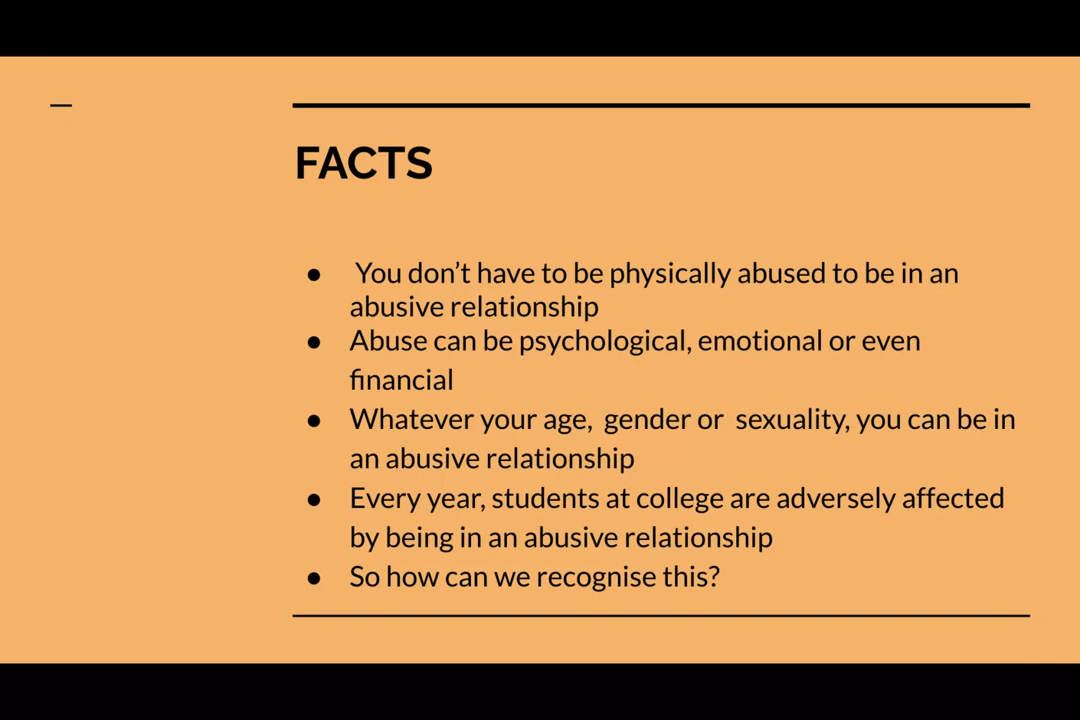 FACTS
● You don’t have to be physically abused to be in an
abusive relationship
● Abuse can be psychological, emotional or even
financial
● Whatever your age,  gender or  sexuality, you can be in
an abusive relationship
● Every year, students at college are adversely affected
by being in an abusive relationship
● So how can we recognise this?